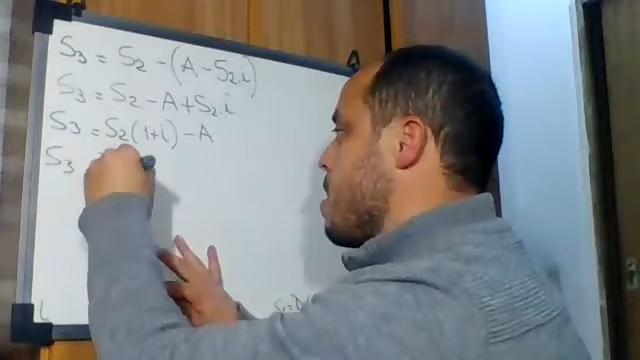 S3 = S2 - (A - S2.i)
S3 = S2 - A + S2.i
S3 = S2(1+i) - A
S3